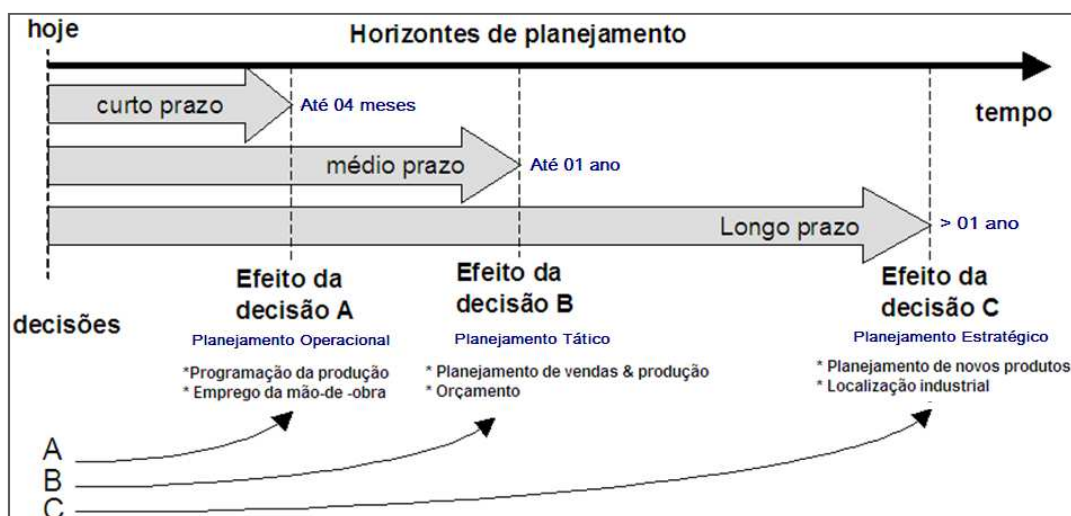 hoje
Horizontes de planejamento
curto prazo
Até 04 meses
tempo
médio prazo
Até 01 ano
Longo prazo
> 01 ano
decisões
Efeito da
decisão A
Planejamento Operacional
*Programação da produção
* Emprego da mão-de -obra
Efeito da
decisão B
Planejamento Tático
* Planejamento de vendas & produção
* Orçamento
Efeito da
decisão C
Planejamento Estratégico
* Planejamento de novos produtos
* Localização industrial
A
B
C